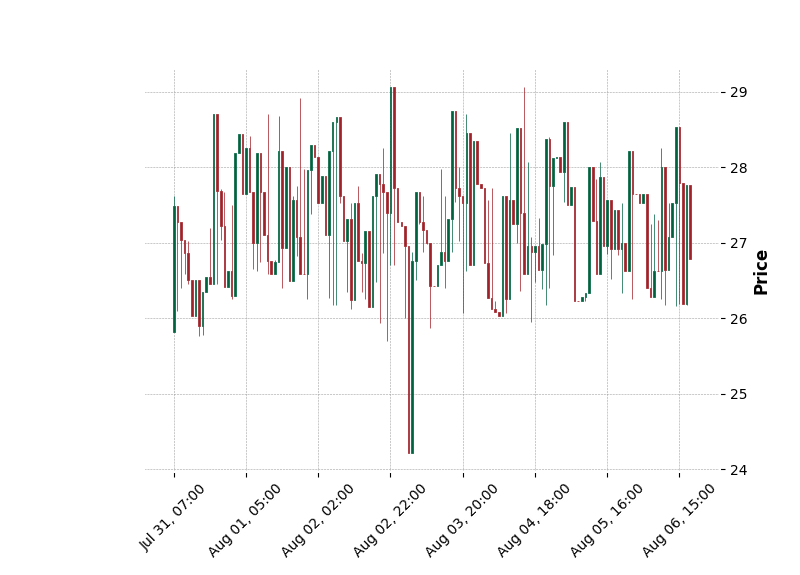 29
28
27
26
25
24
Price
Jul 31, 07:00
Aug 01, 05:00
Aug 02, 02:00
Aug 02, 22:00
Aug 03, 20:00
Aug 04, 18:00
Aug 05, 16:00
Aug 06, 15:00